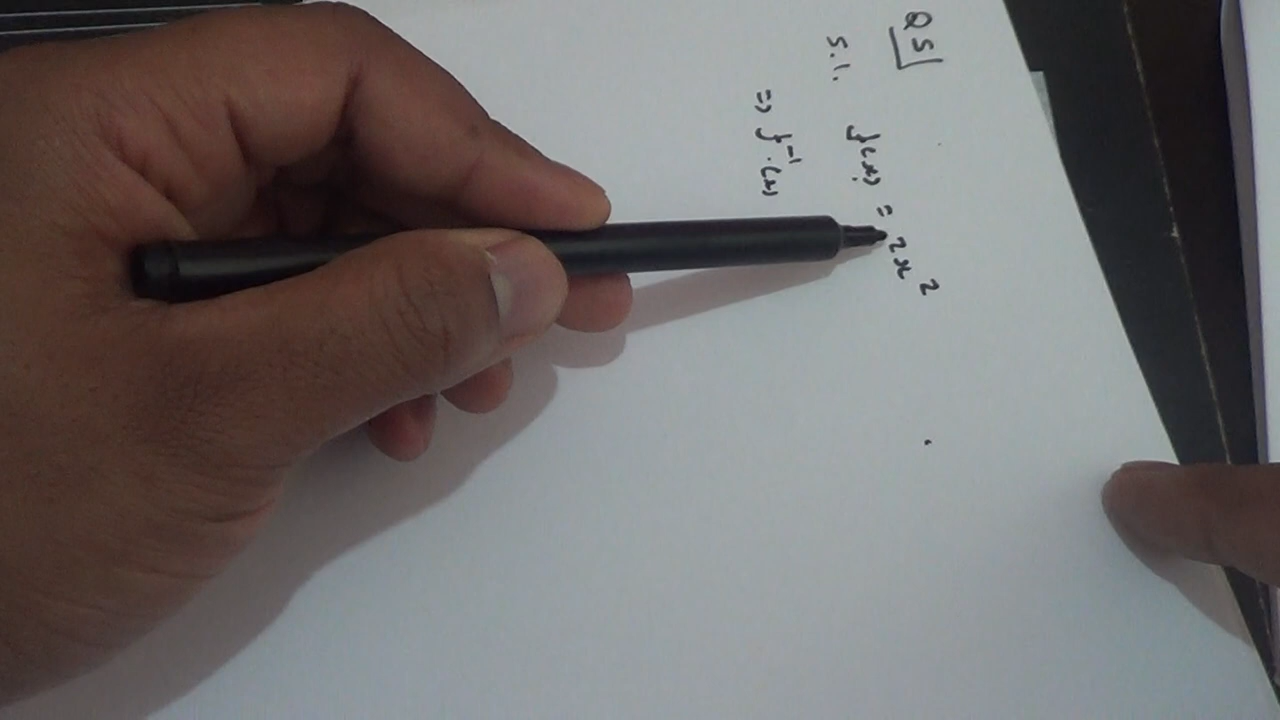 Q5
5.1. f(x) = 2x²
=> f⁻¹(x)